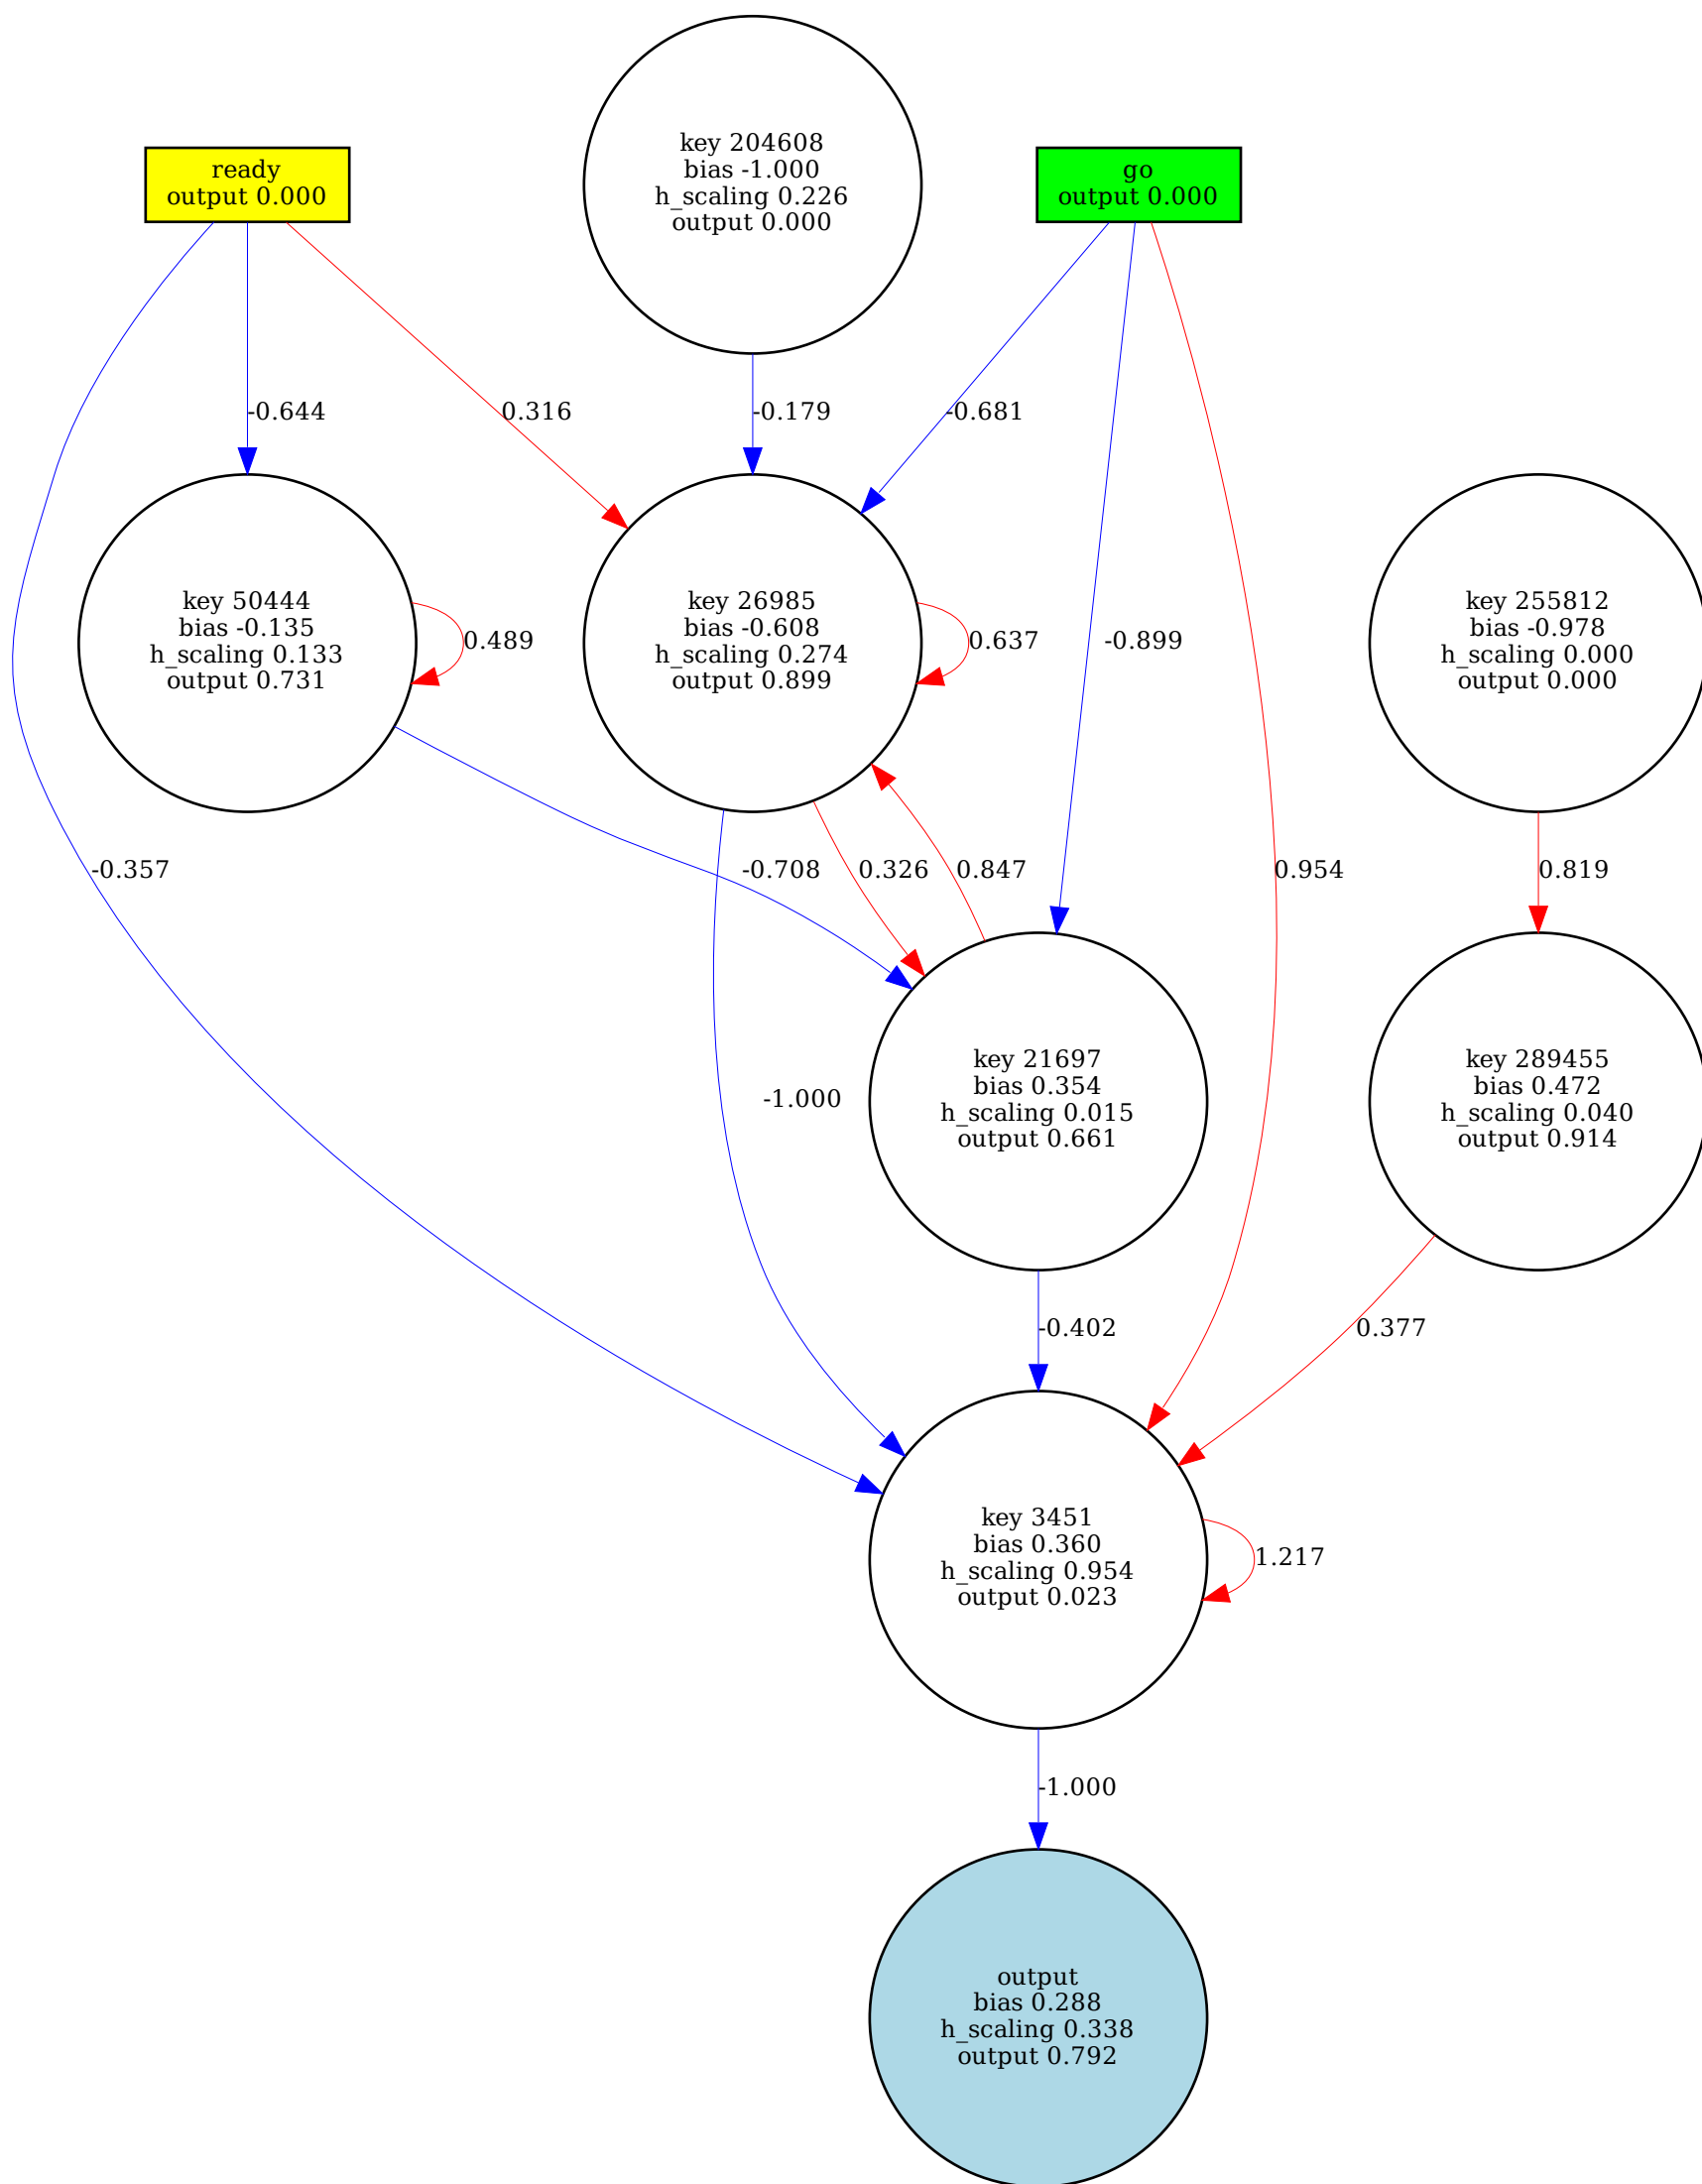 key 204608
bias -1.000
h_scaling 0.226
output 0.000
ready
output 0.000
go
output 0.000
-0.644
0.316
-0.179
-0.681
key 50444
bias -0.135
h_scaling 0.133
output 0.731
0.489
key 26985
bias -0.608
h_scaling 0.274
output 0.899
0.637
-0.899
key 255812
bias -0.978
h_scaling 0.000
output 0.000
-0.357
-0.708
0.326
0.847
0.954
0.819
-1.000
key 21697
bias 0.354
h_scaling 0.015
output 0.661
key 289455
bias 0.472
h_scaling 0.040
output 0.914
-0.402
0.377
key 3451
bias 0.360
h_scaling 0.954
output 0.023
1.217
-1.000
output
bias 0.288
h_scaling 0.338
output 0.792